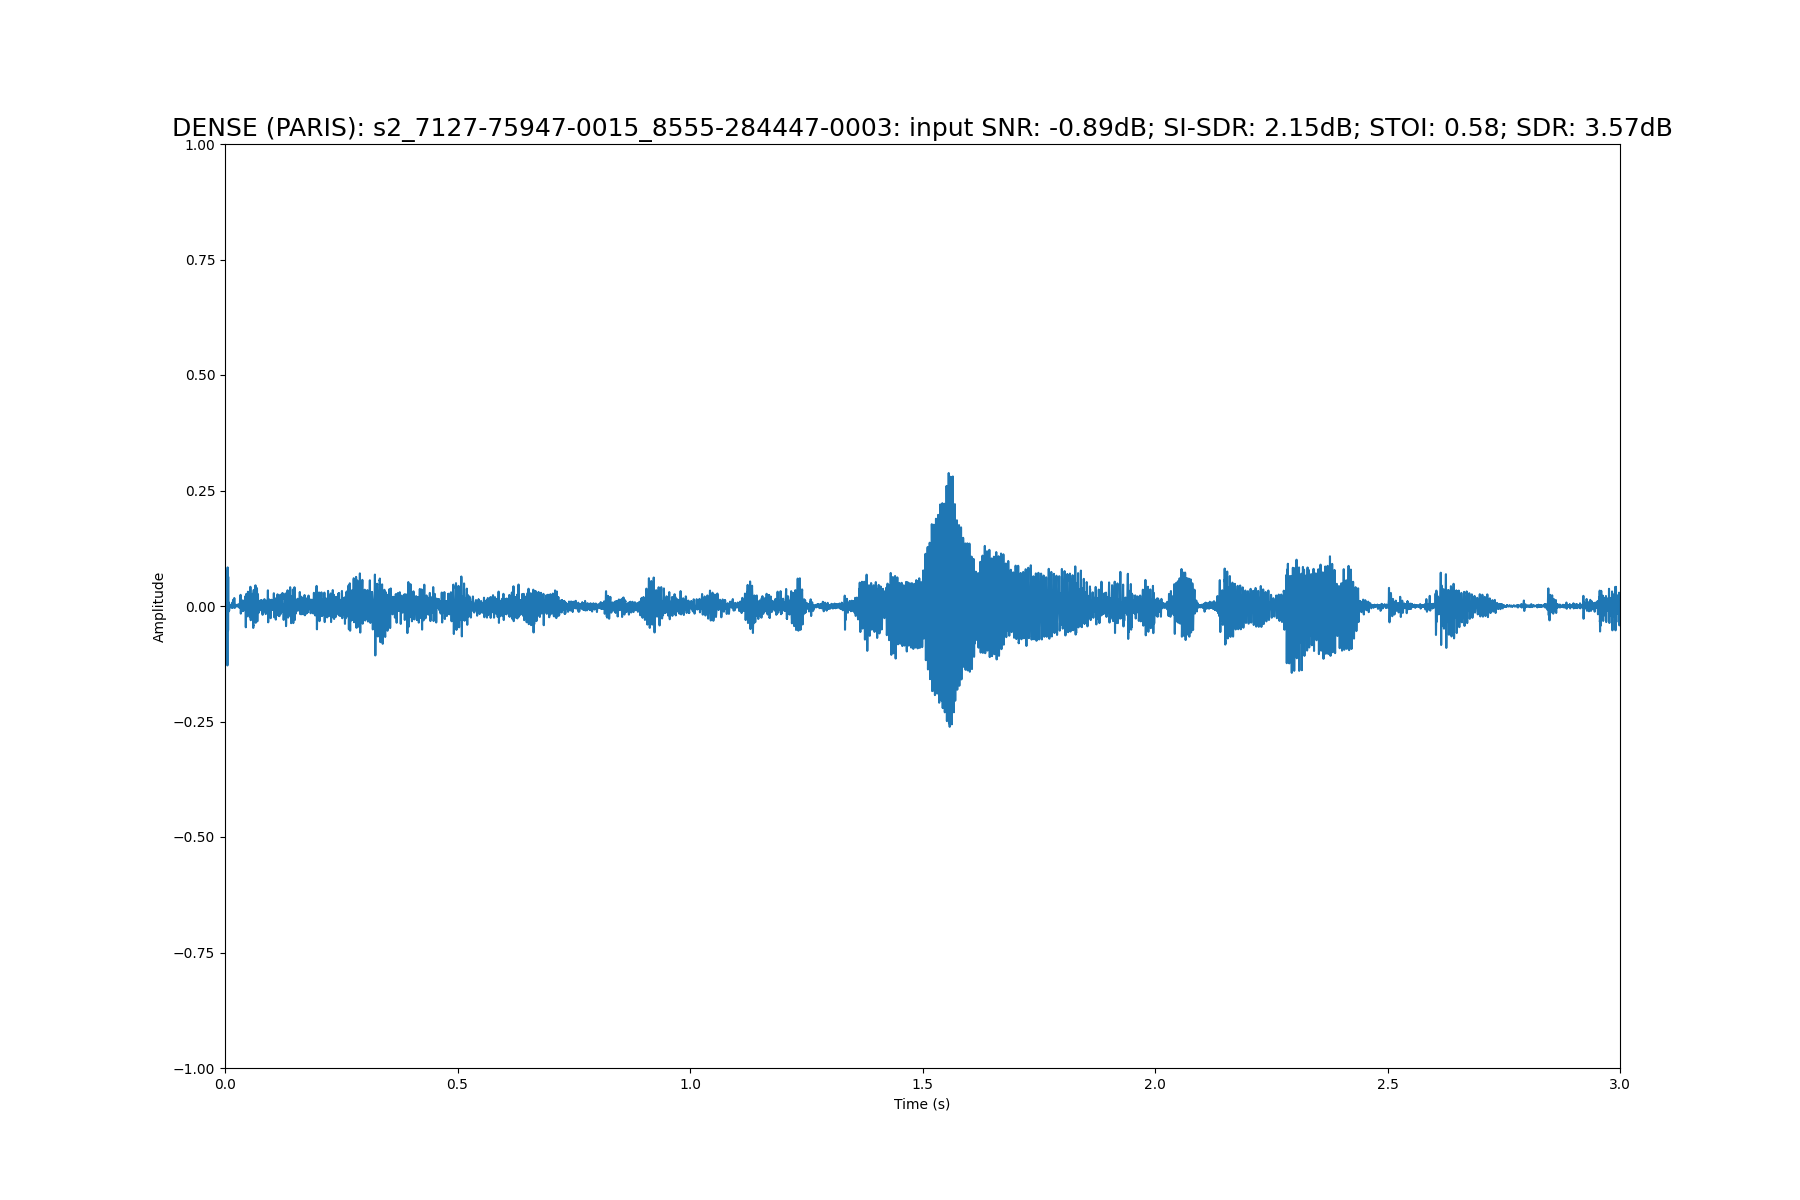 DENSE (PARIS): s2_7127-75947-0015_8555-284447-0003: input SNR: -0.89dB; SI-SDR: 2.15dB; STOI: 0.58; SDR: 3.57dB
1.00
0.75
0.50
0.25
0.00
−0.25
−0.50
−0.75
−1.00
Amplitude
0.0 0.5 1.0 1.5 2.0 2.5 3.0
Time (s)